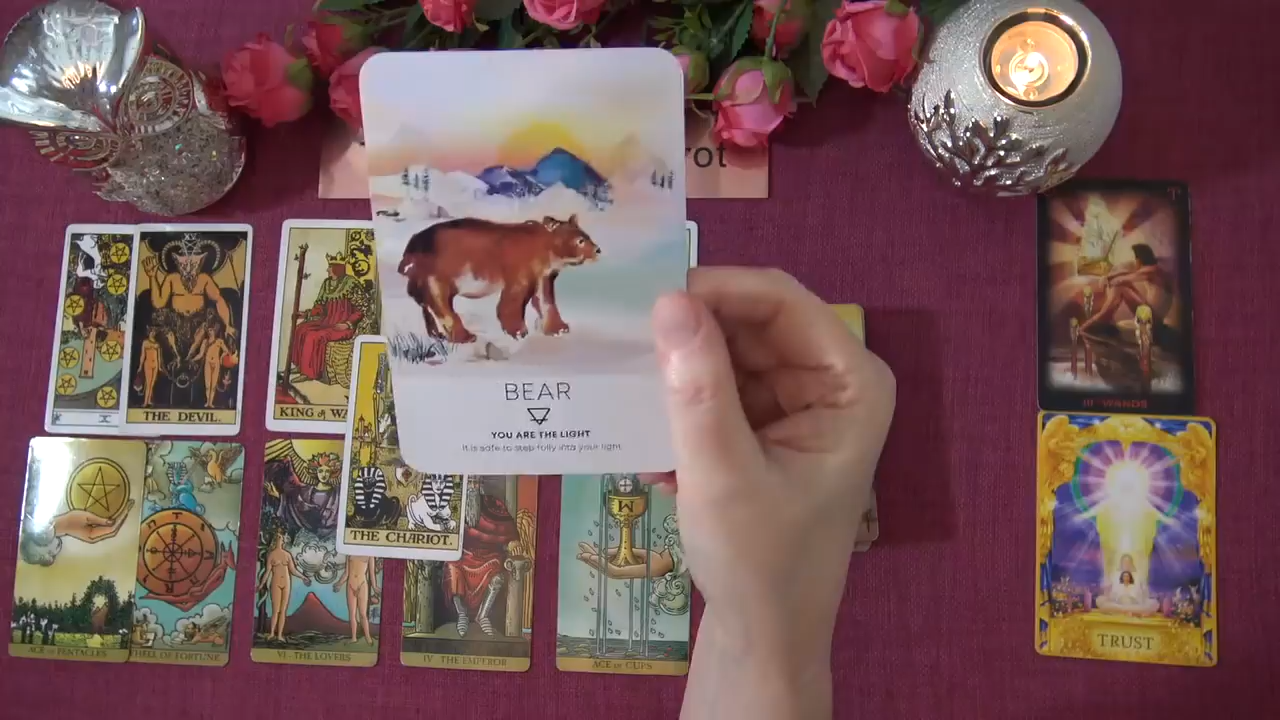 XV
THE DEVIL.
KING of WA
BEAR
YOU ARE THE LIGHT
It is safe to step fully into your light
THE CHARIOT.
III - WANDS
ACE of PENTACLES
HEEL OF FORTUNE
VI - THE LOVERS
IV THE EMPEROR
ACE of CUPS
TRUST